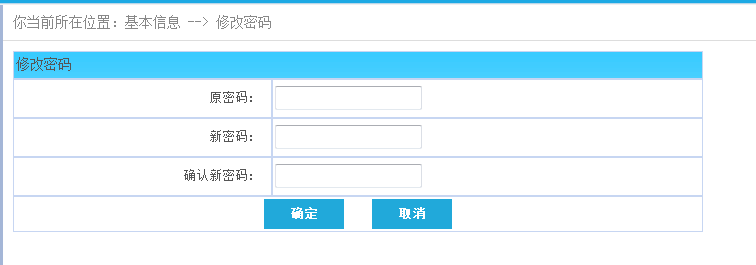 你当前所在位置：基本信息 --> 修改密码
修改密码
原密码：
新密码：
确认新密码：
确定 取消